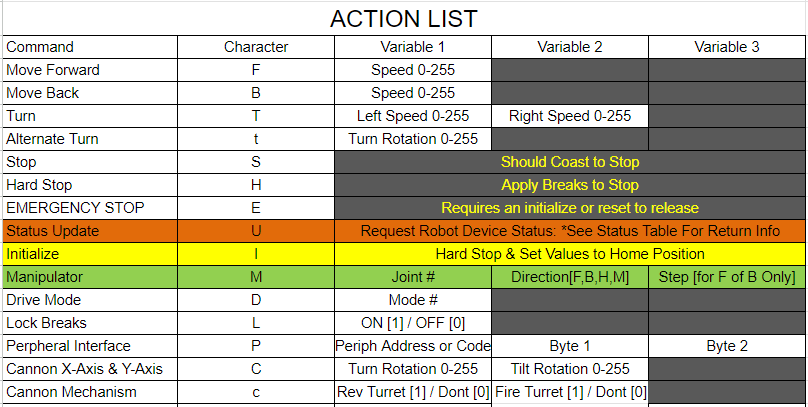 ACTION LIST
Command Character Variable 1 Variable 2 Variable 3
Move Forward F Speed 0-255
Move Back B Speed 0-255
Turn T Left Speed 0-255 Right Speed 0-255
Alternate Turn t Turn Rotation 0-255
Stop S Should Coast to Stop
Hard Stop H Apply Breaks to Stop
EMERGENCY STOP E Requires an initialize or reset to release
Status Update U Request Robot Device Status: *See Status Table For Return Info
Initialize I Hard Stop & Set Values to Home Position
Manipulator M Joint # Direction[F,B,H,M] Step [for F of B Only]
Drive Mode D Mode #
Lock Breaks L ON [1] / OFF [0]
Perpheral Interface P Periph Address or Code Byte 1 Byte 2
Cannon X-Axis & Y-Axis C Turn Rotation 0-255 Tilt Rotation 0-255
Cannon Mechanism c Rev Turret [1] / Dont [0] Fire Turret [1] / Dont [0]